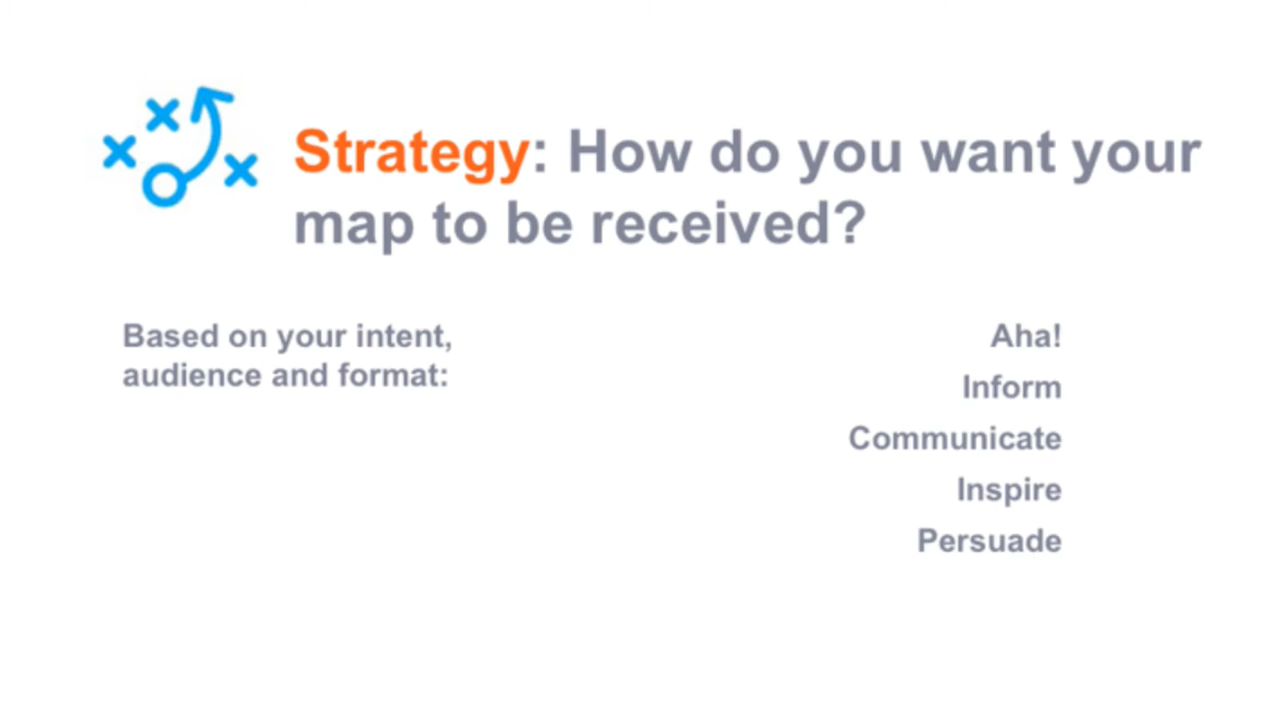 Strategy: How do you want your
map to be received?
Based on your intent,
audience and format:
Aha!
Inform
Communicate
Inspire
Persuade